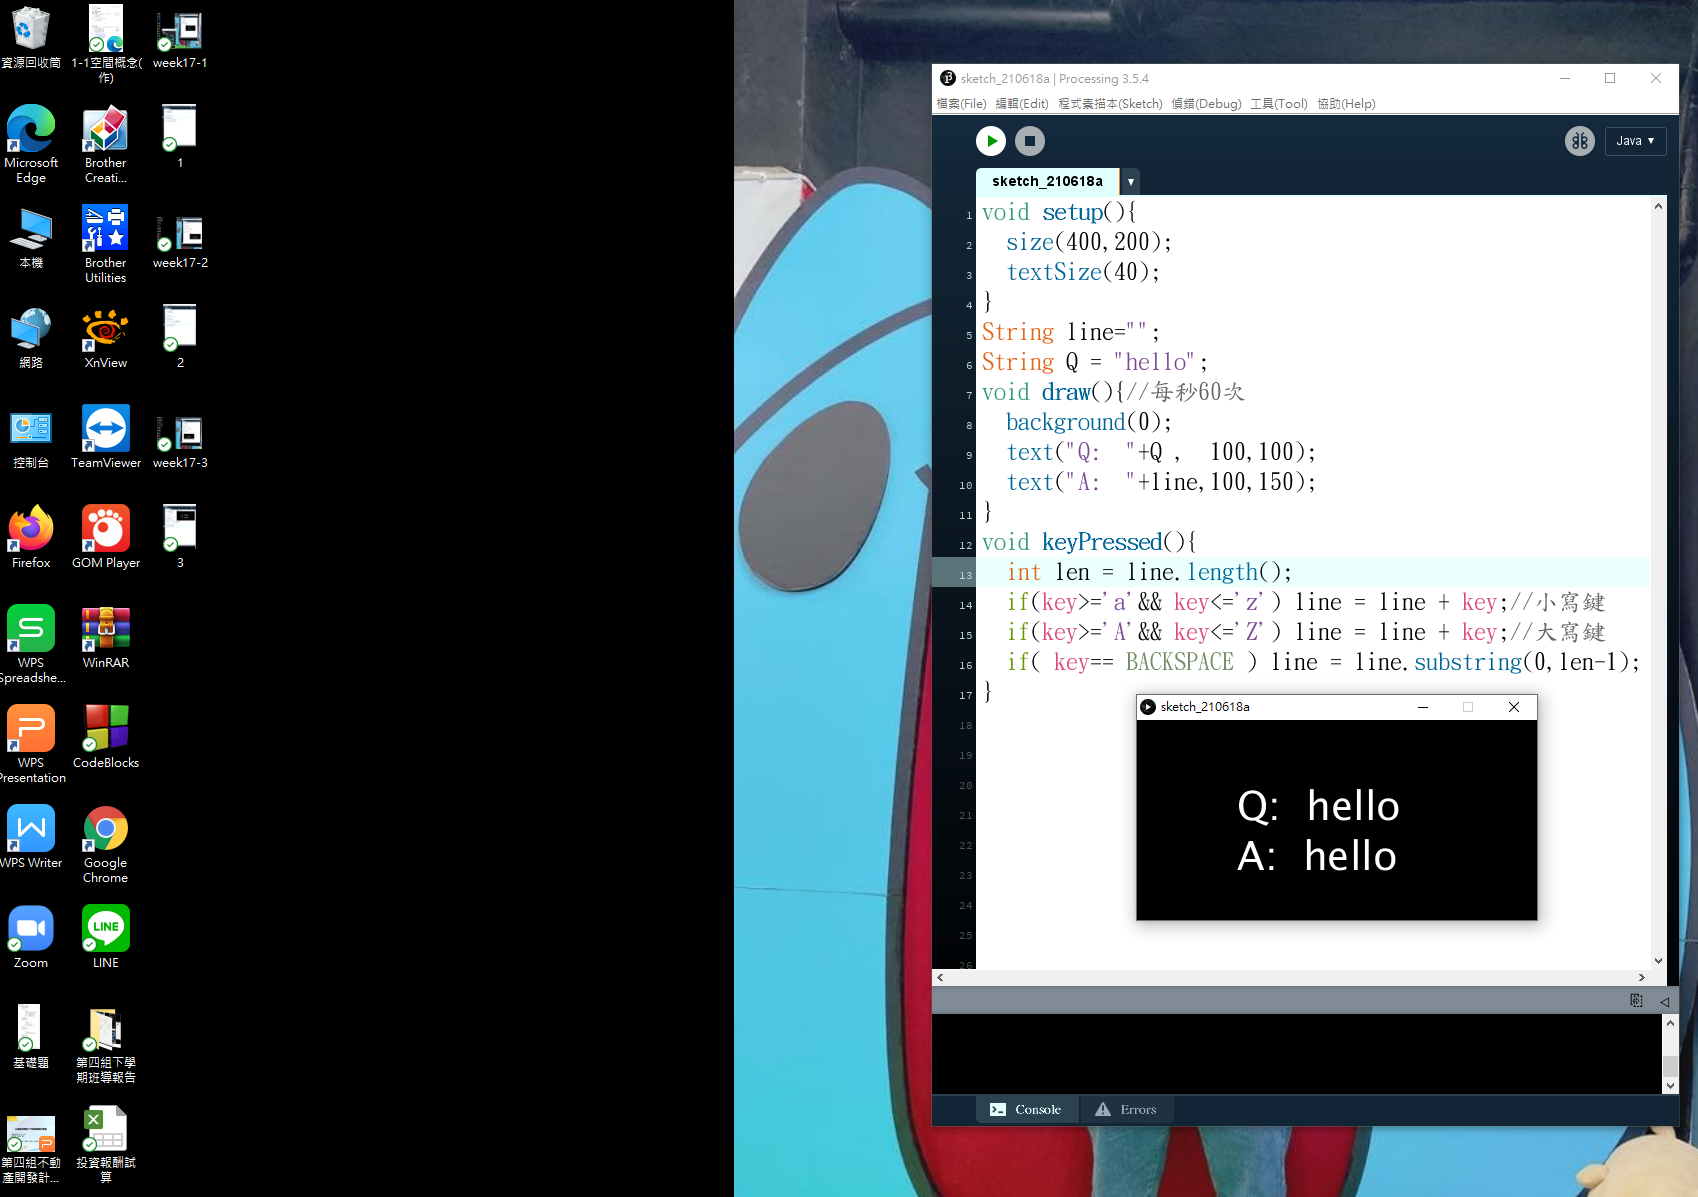 資源回收筒
1-1空間概念(
作)
week17-1
Microsoft
Edge
Brother
Creati...
1
本機
Brother
Utilities
week17-2
網路
XnView
2
控制台
TeamViewer
week17-3
Firefox
GOM Player
3
WPS
Spreadshe...
WinRAR
WPS
Presentation
CodeBlocks
WPS Writer
Google
Chrome
Zoom
LINE
基礎題
第四組下學
期班導報告
第四組不動
產開發計...
投資報酬試
算
sketch_210618a | Processing 3.5.4
檔案(File) 編輯(Edit) 程式素描本(Sketch) 偵錯(Debug) 工具(Tool) 協助(Help)
Java
sketch_210618a
1 void setup(){
2 size(400,200);
3 textSize(40);
4 }
5 String line="";
6 String Q = "hello";
7 void draw(){//每秒60次
8 background(0);
9 text("Q:  "+Q ,  100,100);
10 text("A:  "+line,100,150);
11 }
12 void keyPressed(){
13 int len = line.length();
14 if(key>='a'&& key<='z') line = line + key;//小寫鍵
15 if(key>='A'&& key<='Z') line = line + key;//大寫鍵
16 if( key== BACKSPACE ) line = line.substring(0,len-1);
17 }
18
19
20
21
22
23
24
25
26
sketch_210618a
Q:  hello
A:  hello
Console
Errors